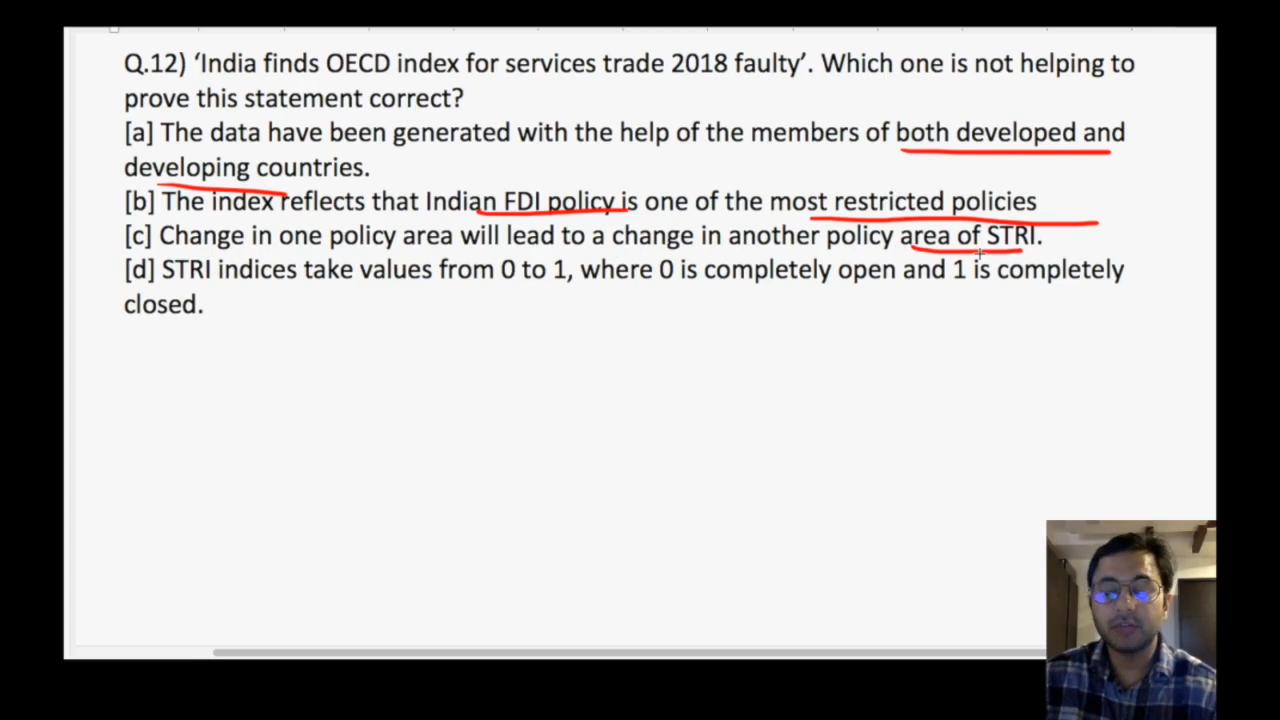 Q.12) ‘India finds OECD index for services trade 2018 faulty’. Which one is not helping to
prove this statement correct?
[a] The data have been generated with the help of the members of both developed and
developing countries.
[b] The index reflects that Indian FDI policy is one of the most restricted policies
[c] Change in one policy area will lead to a change in another policy area of STRI.
[d] STRI indices take values from 0 to 1, where 0 is completely open and 1 is completely
closed.